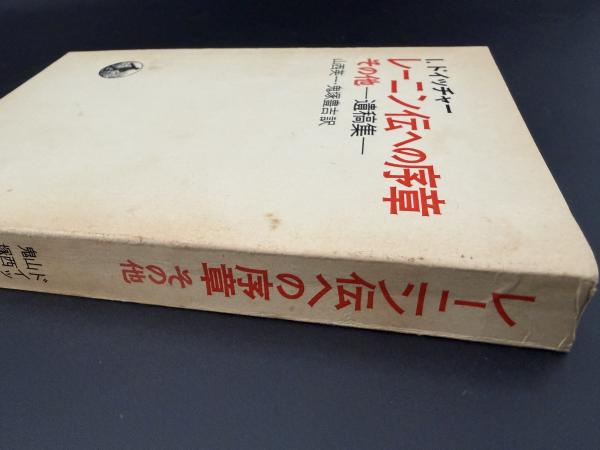 I.ドイッチャー
レーニン伝への序章
その他―遺稿集―
山西英一・鬼塚豊吉 訳
レーニン伝への序章 その他
ドイッ
山西
鬼塚